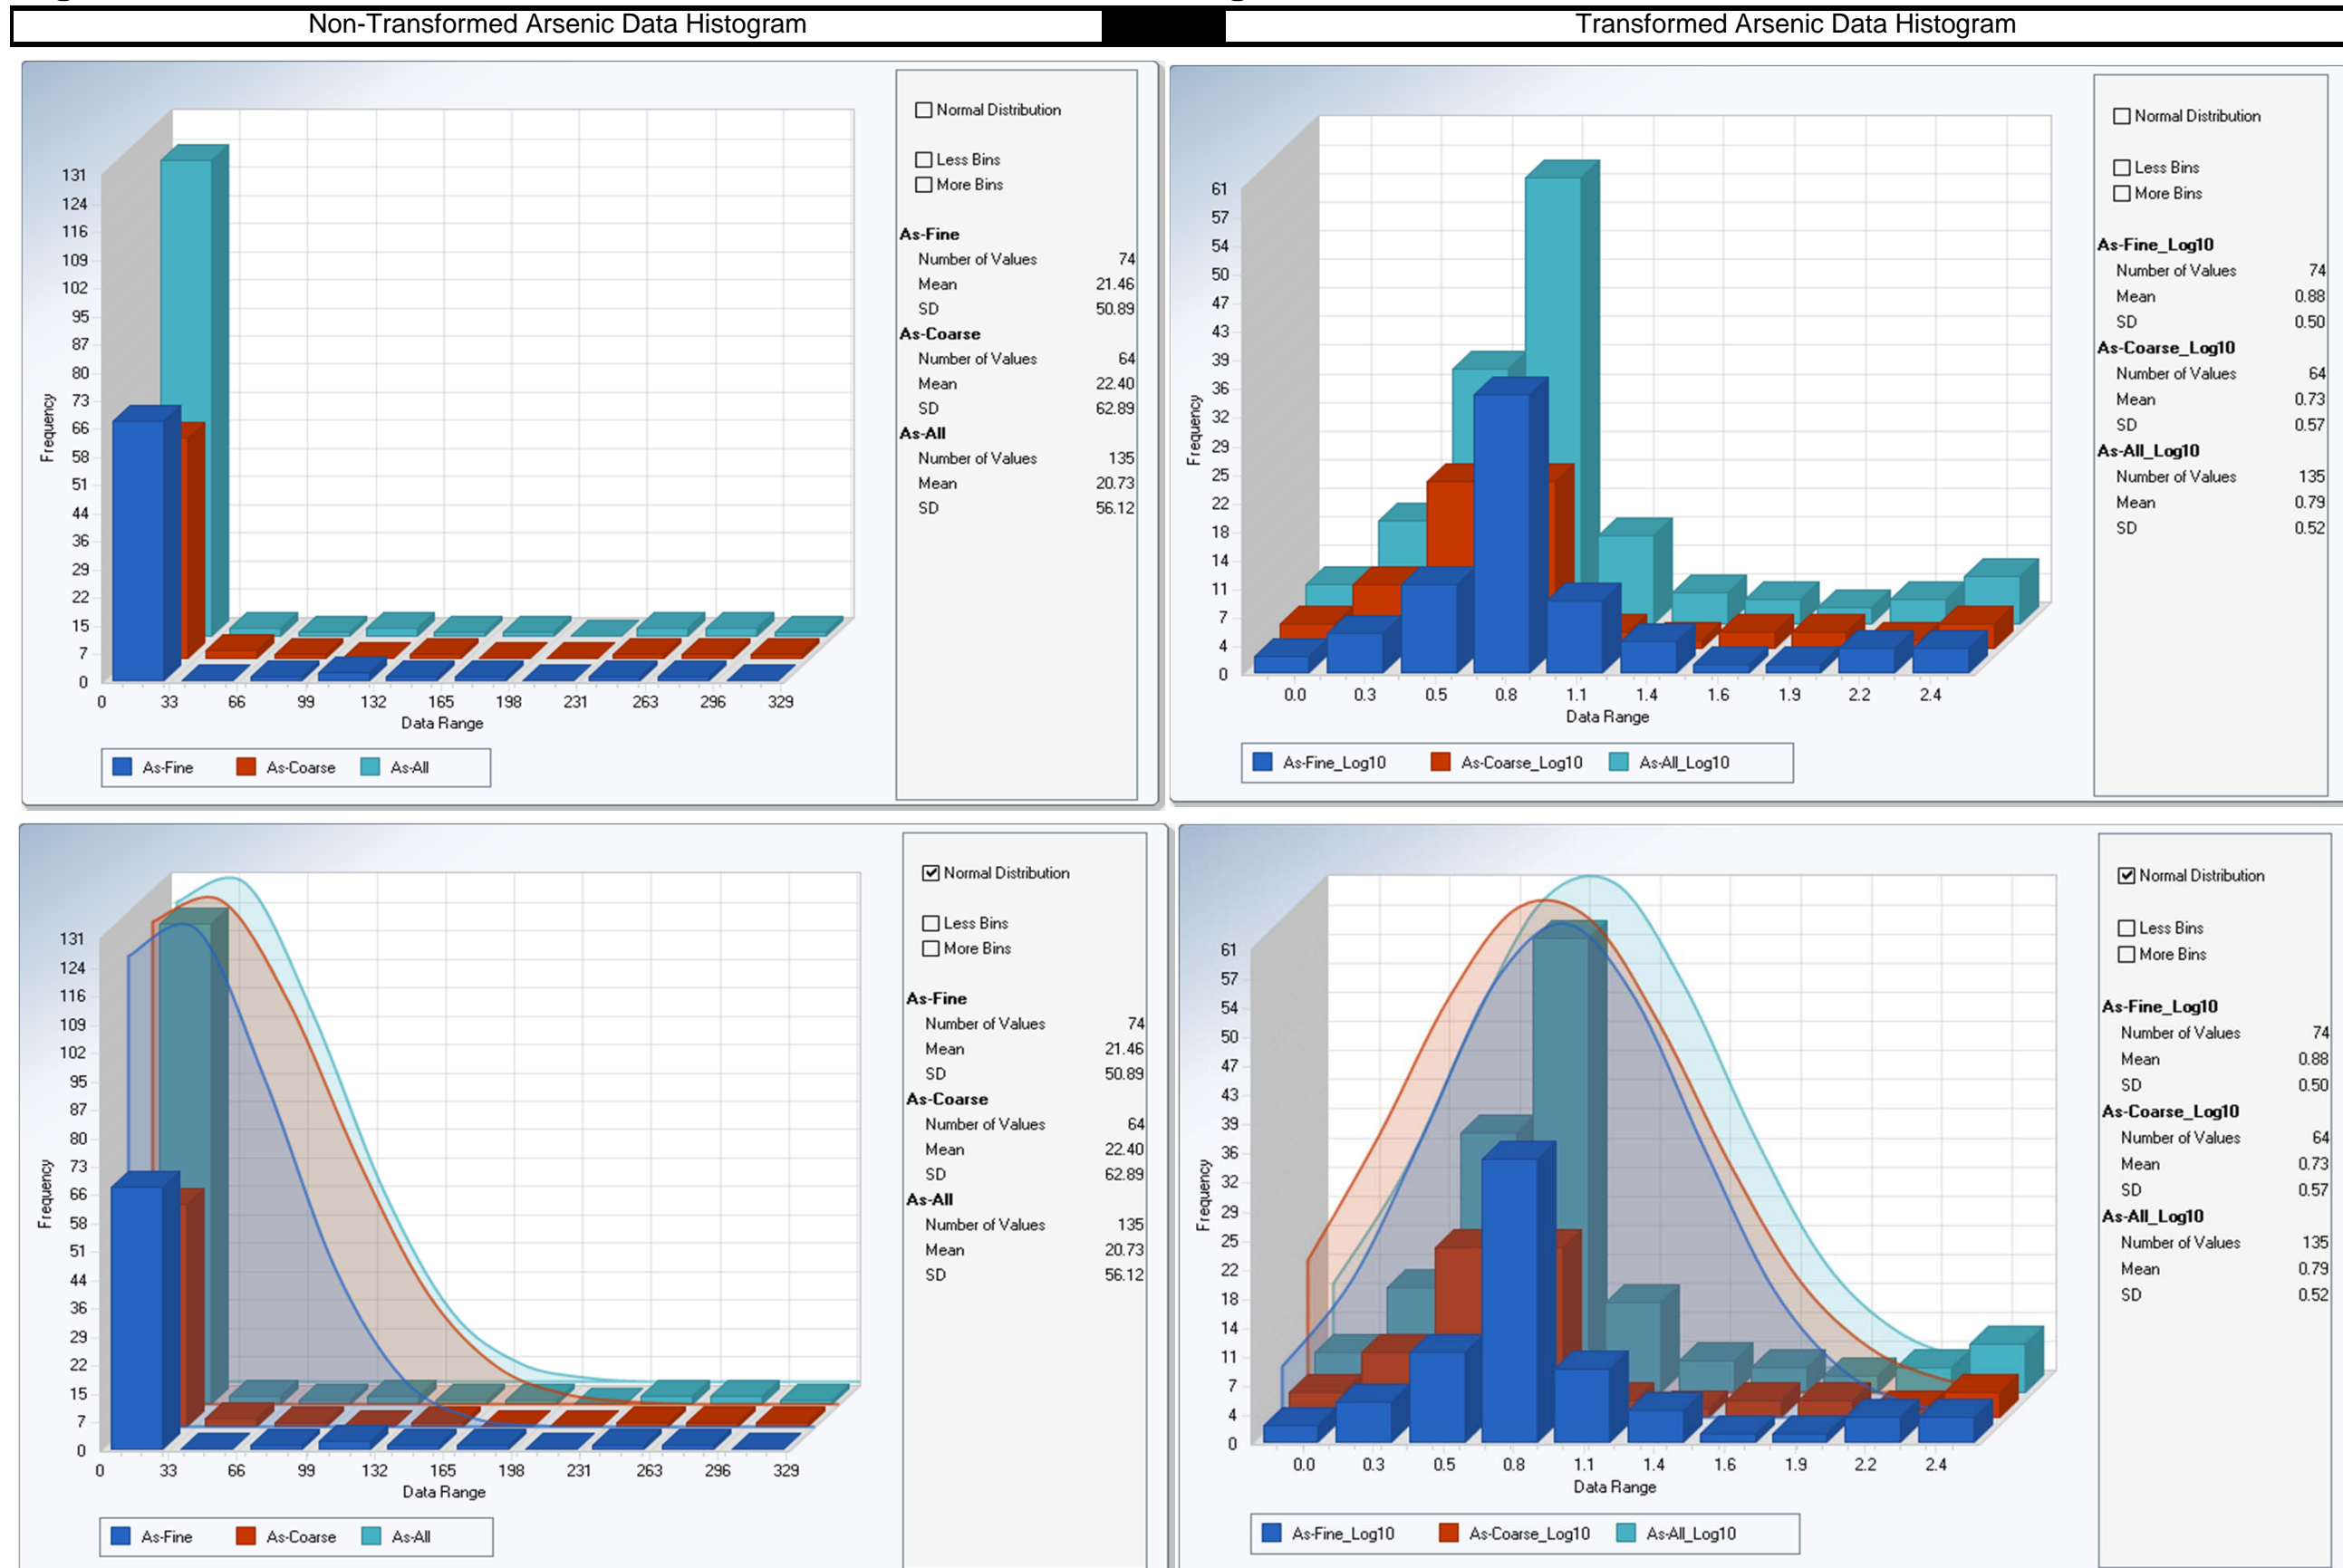 Non-Transformed Arsenic Data Histogram
Transformed Arsenic Data Histogram
Normal Distribution
Less Bins
More Bins
As-Fine
Number of Values 74
Mean 21.46
SD 50.89
As-Coarse
Number of Values 64
Mean 22.40
SD 62.89
As-All
Number of Values 135
Mean 20.73
SD 56.12
131
124
116
109
102
95
87
80
73
66
58
51
44
36
29
22
15
7
0
Frequency
0 33 66 99 132 165 198 231 263 296 329
Data Range
As-Fine As-Coarse As-All
Normal Distribution
Less Bins
More Bins
As-Fine_Log10
Number of Values 74
Mean 0.88
SD 0.50
As-Coarse_Log10
Number of Values 64
Mean 0.73
SD 0.57
As-All_Log10
Number of Values 135
Mean 0.79
SD 0.52
61
57
54
50
47
43
39
36
32
29
25
22
18
14
11
7
4
0
Frequency
0.0 0.3 0.5 0.8 1.1 1.4 1.6 1.9 2.2 2.4
Data Range
As-Fine_Log10 As-Coarse_Log10 As-All_Log10
Normal Distribution
Less Bins
More Bins
As-Fine
Number of Values 74
Mean 21.46
SD 50.89
As-Coarse
Number of Values 64
Mean 22.40
SD 62.89
As-All
Number of Values 135
Mean 20.73
SD 56.12
131
124
116
109
102
95
87
80
73
66
58
51
44
36
29
22
15
7
0
Frequency
0 33 66 99 132 165 198 231 263 296 329
Data Range
As-Fine As-Coarse As-All
Normal Distribution
Less Bins
More Bins
As-Fine_Log10
Number of Values 74
Mean 0.88
SD 0.50
As-Coarse_Log10
Number of Values 64
Mean 0.73
SD 0.57
As-All_Log10
Number of Values 135
Mean 0.79
SD 0.52
61
57
54
50
47
43
39
36
32
29
25
22
18
14
11
7
4
0
Frequency
0.0 0.3 0.5 0.8 1.1 1.4 1.6 1.9 2.2 2.4
Data Range
As-Fine_Log10 As-Coarse_Log10 As-All_Log10